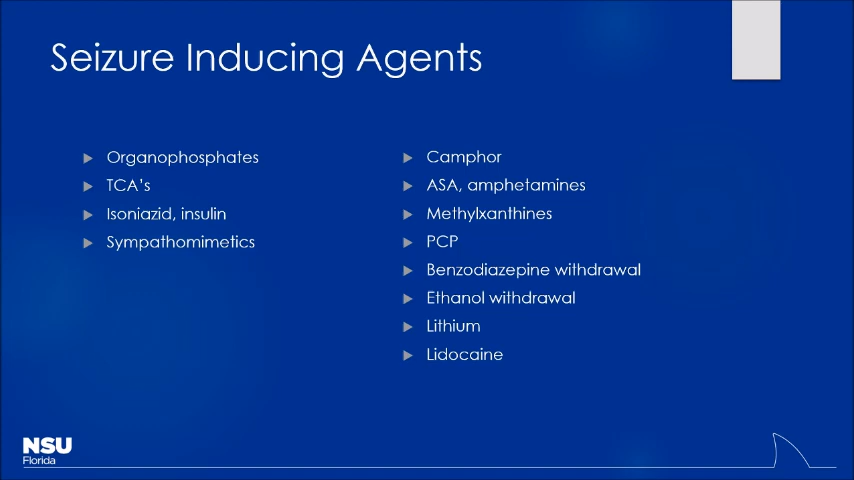 Seizure Inducing Agents
Organophosphates
TCA's
Isoniazid, insulin
Sympathomimetics
Camphor
ASA, amphetamines
Methylxanthines
PCP
Benzodiazepine withdrawal
Ethanol withdrawal
Lithium
Lidocaine
NSU
Florida